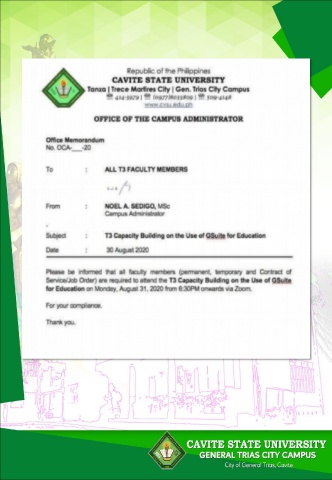 Republic of the Philippines
CAVITE STATE UNIVERSITY
Tanza | Trece Martires City | Gen. Trias City Campus
☎ 414-3979 | ☎ | ☎ 509-4148
www.cvsu.edu.ph
OFFICE OF THE CAMPUS ADMINISTRATOR
Office Memorandum
No. OCA-___-20
To : ALL T3 FACULTY MEMBERS
From : NOEL A. SEDIGO, MSc
Campus Administrator
Subject : T3 Capacity Building on the Use of GSuite for Education
Date : 30 August 2020
Please be informed that all faculty members (permanent, temporary and Contract of
Service/Job Order) are required to attend the T3 Capacity Building on the Use of GSuite
for Education on Monday, August 31, 2020 from 6:30PM onwards via Zoom.
For your compliance.
Thank you.
CAVITE STATE UNIVERSITY
GENERAL TRIAS CITY CAMPUS
City of General Trias, Cavite